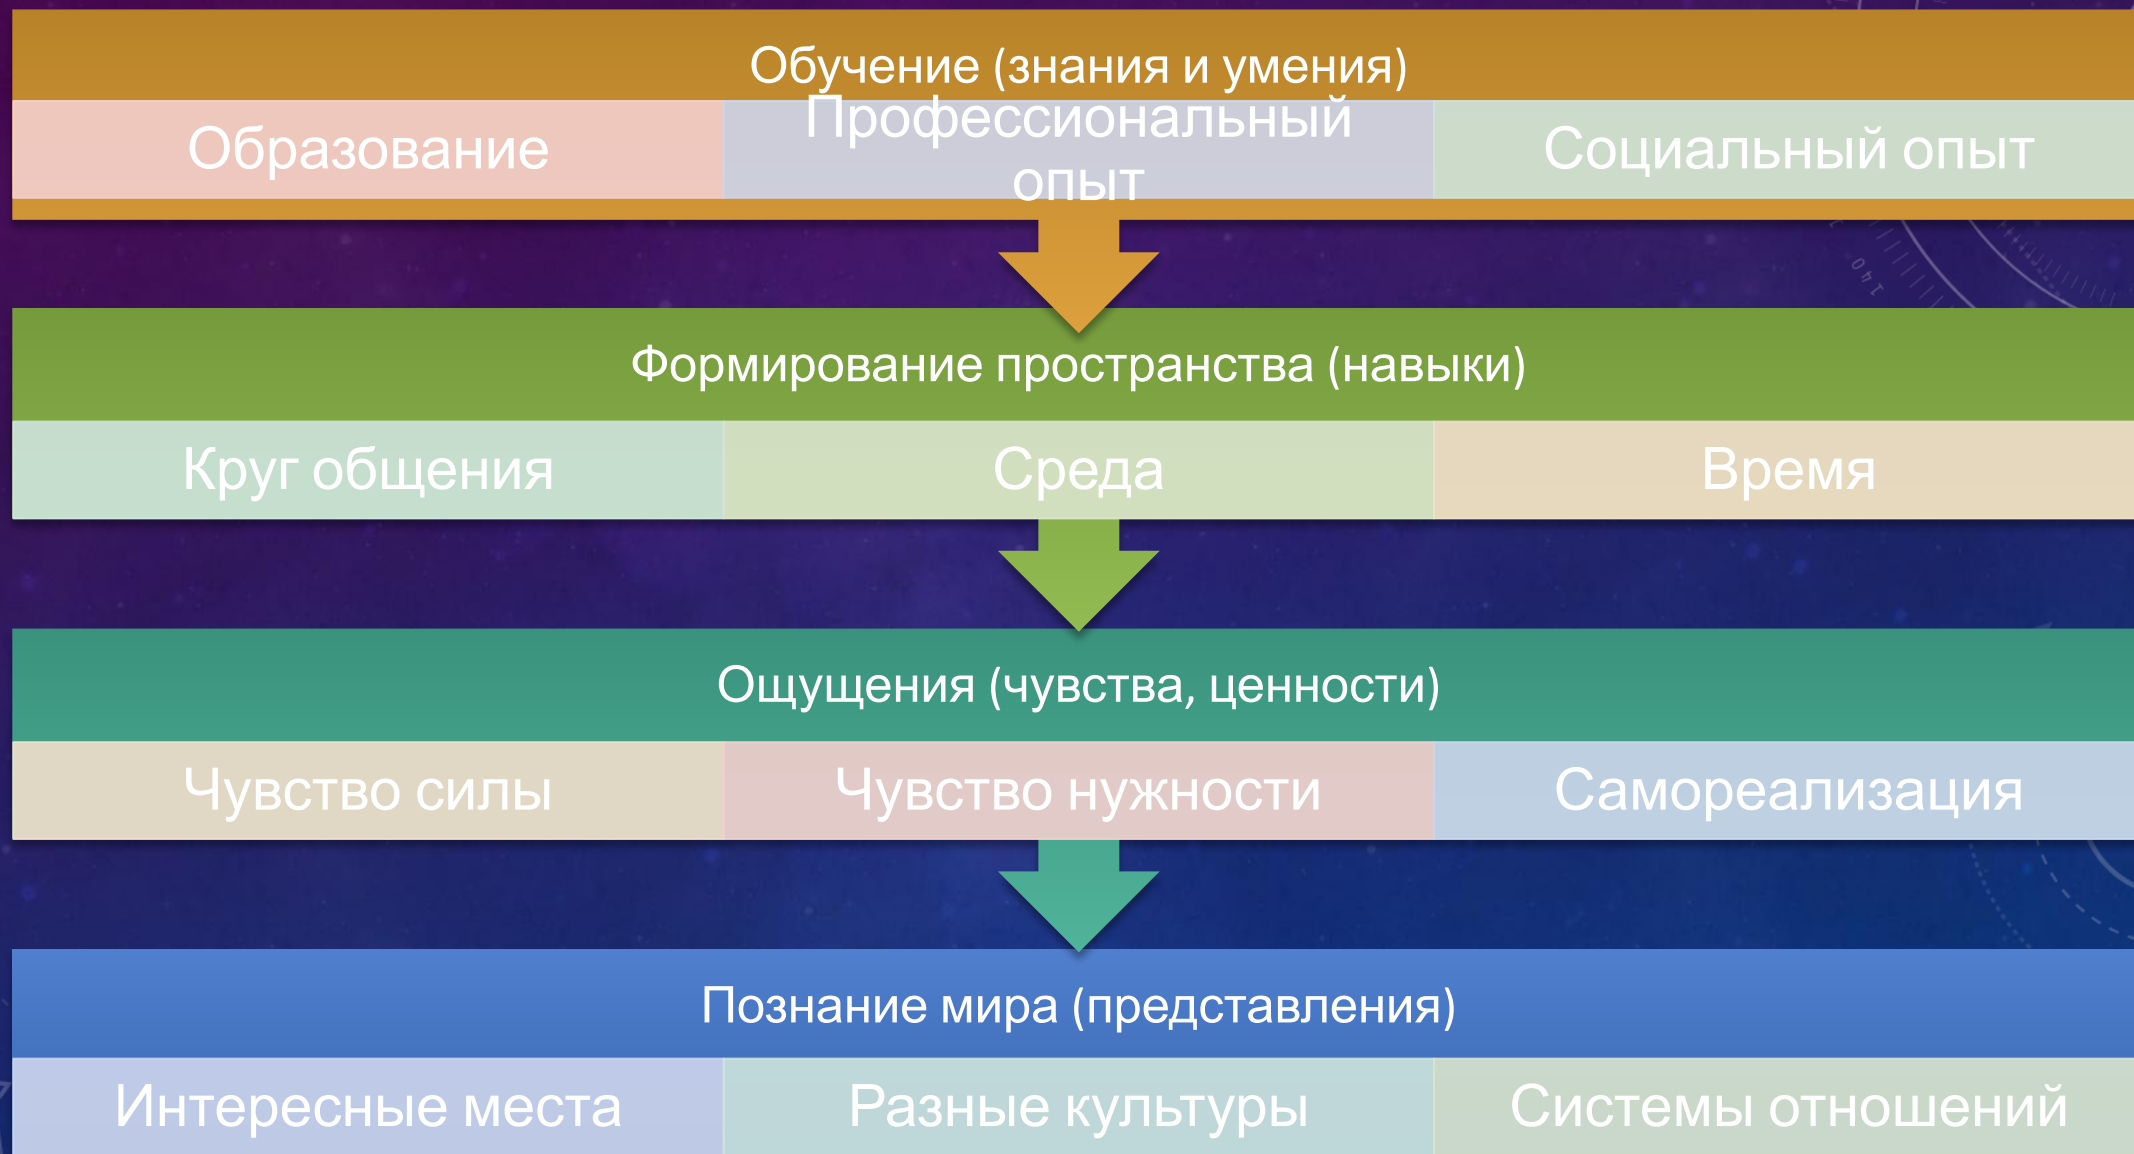 Обучение (знания и умения)
Образование
Профессиональный
опыт
Социальный опыт
140
Формирование пространства (навыки)
Круг общения
Среда
Время
Ощущения (чувства, ценности)
Чувство силы
Чувство нужности
Самореализация
Познание мира (представления)
Интересные места
Разные культуры
Системы отношений